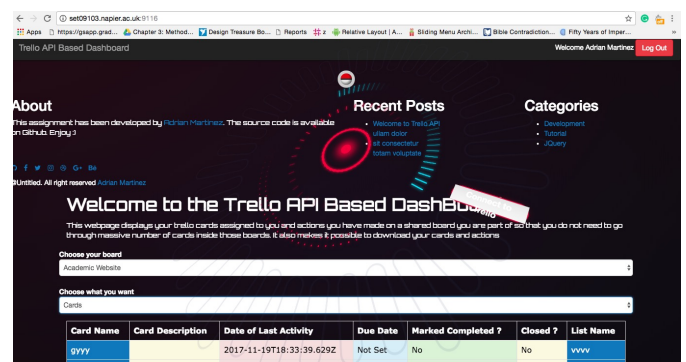 set09103.napier.ac.uk:9116
Apps https://gsapp.grad... Chapter 3: Method... Design Treasure Bo... Reports z Relative Layout | A... Sliding Menu Archi... Bible Contradiction... Fifty Years of Imper... »
Trello API Based Dashboard Welcome Adrian Martinez Log Out
About
This assignment has been developed by Adrian Martinez. The source code is available
on Github. Enjoy :)
G+ Bē
©Untitled. All right reserved Adrian Martinez
Recent Posts
Welcome to Trello API
ullam dolor
sit consectetur
totam voluptate
Categories
Development
Tutorial
JQuery
Connect To
Trello
Welcome to the Trello API Based DashBoard
This webpage displays your trello cards assigned to you and actions you have made on a shared board you are part of so that you do not need to go
through massive number of cards inside those boards. It also makes it possible to download your cards and actions
Choose your board
Academic Website
Choose what you want
Cards
Card Name Card Description Date of Last Activity Due Date Marked Completed ? Closed ? List Name
gyyy 2017-11-19T18:33:39.629Z Not Set No No vvvv